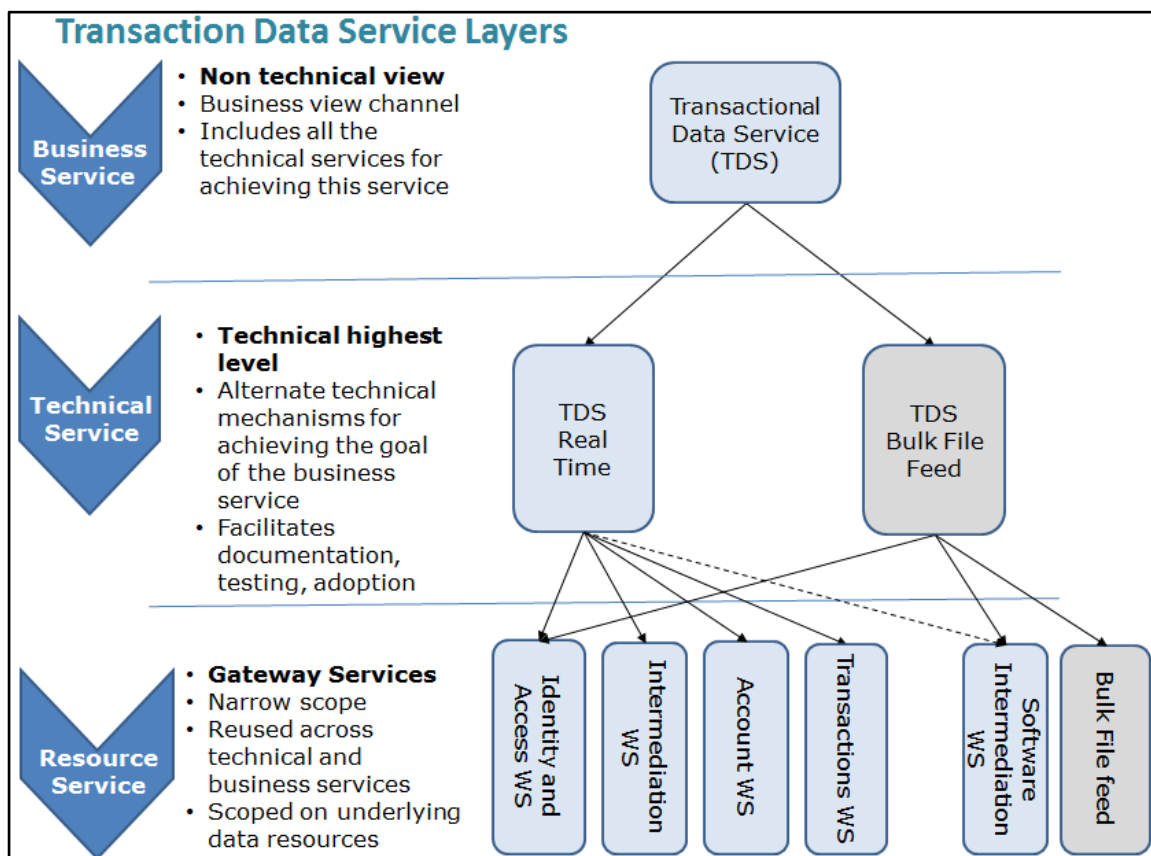 Transaction Data Service Layers
Business
Service
• Non technical view
• Business view channel
• Includes all the
technical services for
achieving this service
Transactional
Data Service
(TDS)
Technical
Service
• Technical highest
level
• Alternate technical
mechanisms for
achieving the goal
of the business
service
• Facilitates
documentation,
testing, adoption
TDS
Real
Time
TDS
Bulk File
Feed
Resource
Service
• Gateway Services
• Narrow scope
• Reused across
technical and
business services
• Scoped on underlying
data resources
Identity and
Access WS
Intermediation
WS
Account WS
Transactions WS
Software
Intermediation
WS
Bulk File feed